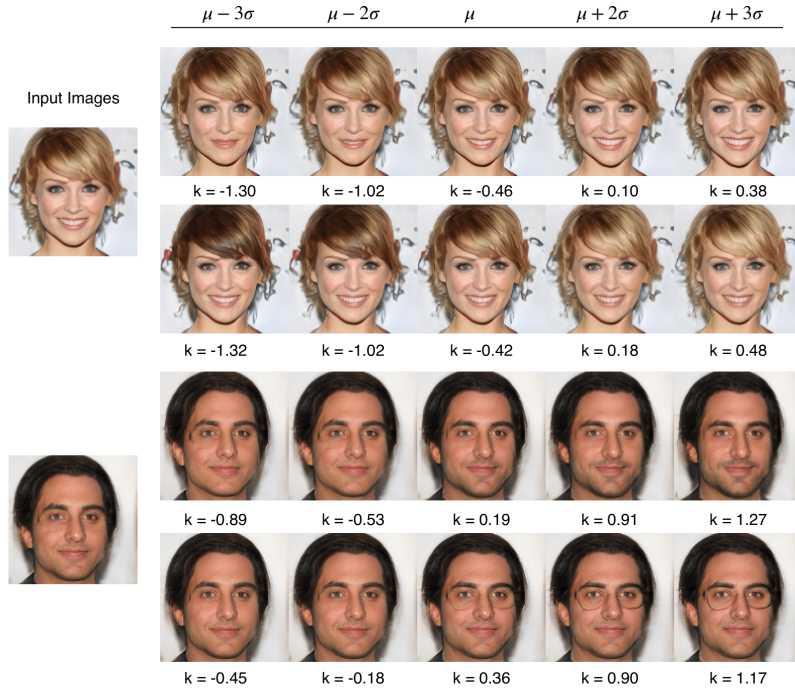 μ − 3σ μ − 2σ μ μ + 2σ μ + 3σ
Input Images
k = -1.30 k = -1.02 k = -0.46 k = 0.10 k = 0.38
k = -1.32 k = -1.02 k = -0.42 k = 0.18 k = 0.48
k = -0.89 k = -0.53 k = 0.19 k = 0.91 k = 1.27
k = -0.45 k = -0.18 k = 0.36 k = 0.90 k = 1.17